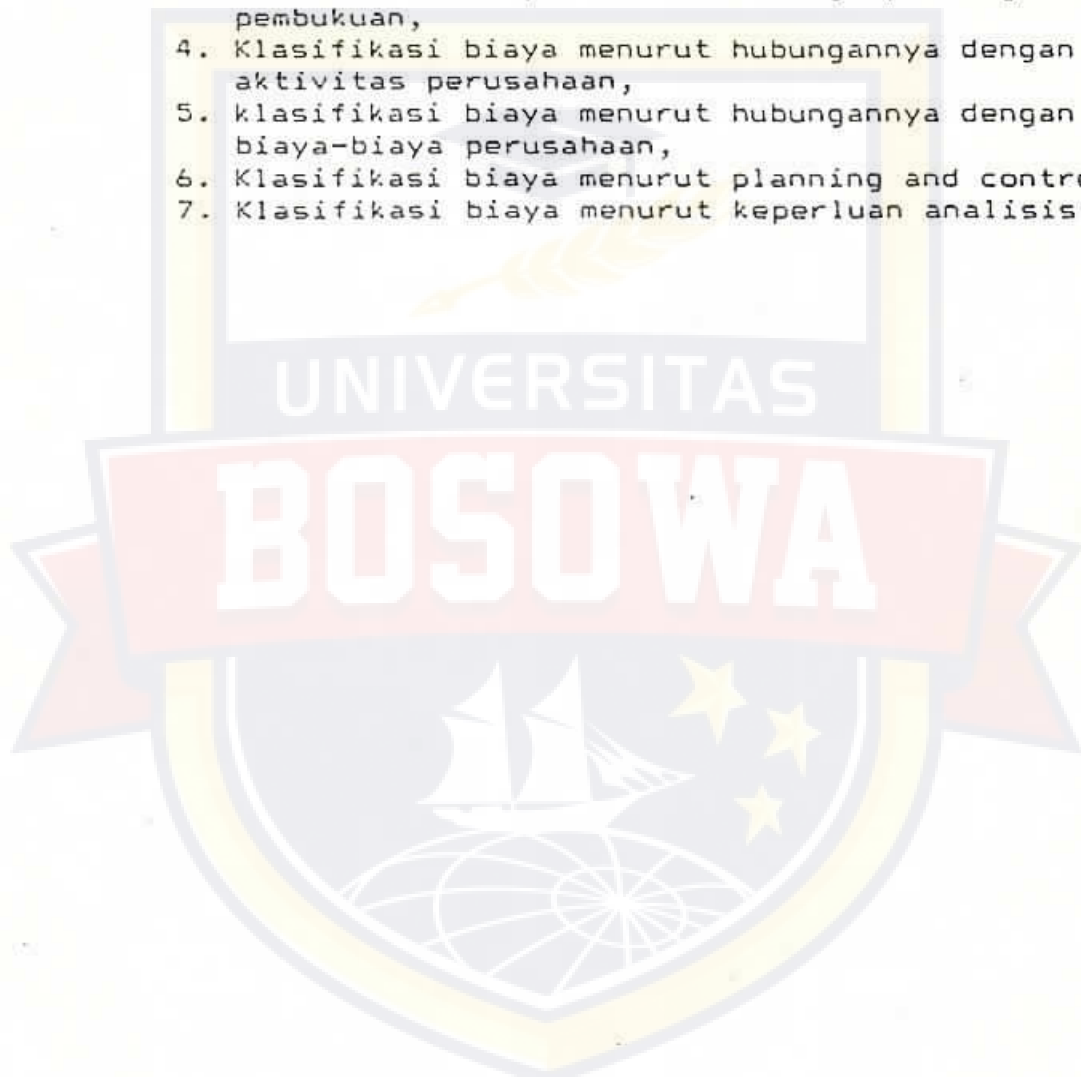 pembukuan,
4. Klasifikasi biaya menurut hubungannya dengan
aktivitas perusahaan,
5. klasifikasi biaya menurut hubungannya dengan
biaya-biaya perusahaan,
6. Klasifikasi biaya menurut planning and contr
7. Klasifikasi biaya menurut keperluan analisis
UNIVERSITAS
BOSOWA